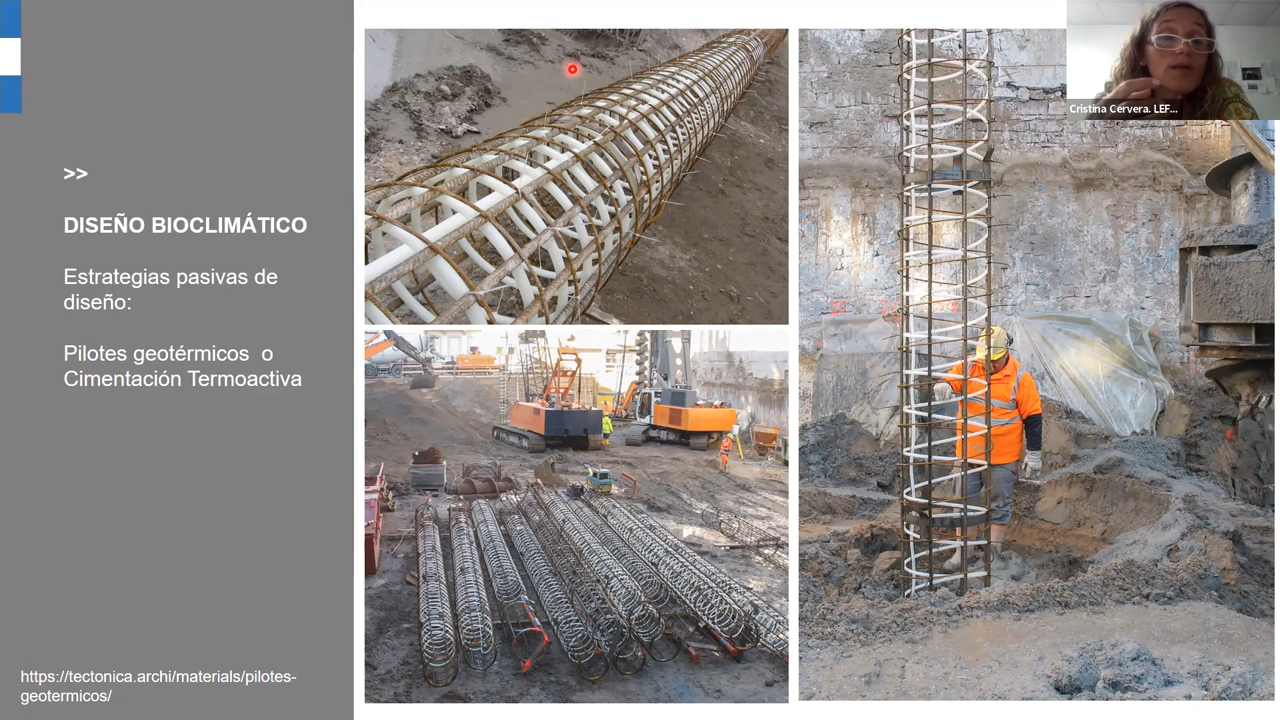 >>
DISEÑO BIOCLIMÁTICO
Estrategias pasivas de
diseño:
Pilotes geotérmicos o
Cimentación Termoactiva
https://tectonica.archi/materials/pilotes-
geotermicos/
Cristina Cervera. LEF...